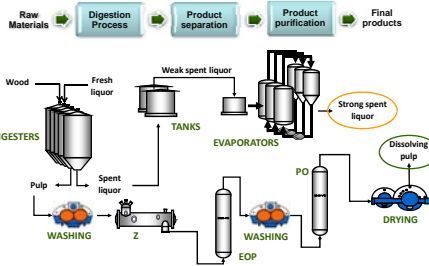 Raw
Materials
Digestion
Process
Product
separation
Product
purification
Final
products
Wood
Fresh
liquor
Weak spent liquor
TANKS
EVAPORATORS
Strong spent
liquor
IGESTERS
Pulp
Spent
liquor
WASHING
Z
EOP
WASHING
PO
Dissolving
pulp
DRYING